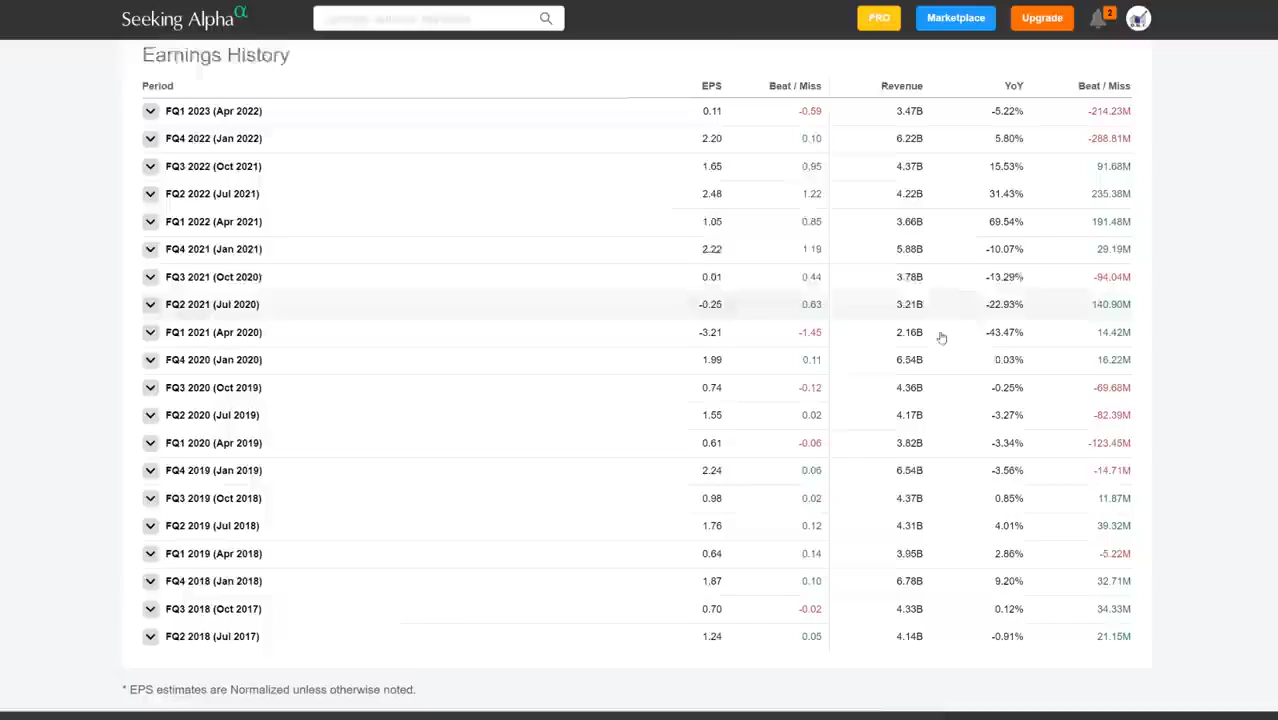 Seeking Alpha α
PRO
Marketplace
Upgrade
2
Earnings History
Period EPS Beat / Miss Revenue YoY Beat / Miss
FQ1 2023 (Apr 2022) 0.11 -0.59 3.47B -5.22% -214.23M
FQ4 2022 (Jan 2022) 2.20 0.10 6.22B 5.80% -288.81M
FQ3 2022 (Oct 2021) 1.65 0.95 4.37B 15.53% 91.68M
FQ2 2022 (Jul 2021) 2.48 1.22 4.22B 31.43% 235.38M
FQ1 2022 (Apr 2021) 1.05 0.85 3.66B 69.54% 191.48M
FQ4 2021 (Jan 2021) 2.22 1.19 5.88B -10.07% 29.19M
FQ3 2021 (Oct 2020) 0.01 0.44 3.78B -13.29% -94.04M
FQ2 2021 (Jul 2020) -0.25 0.63 3.21B -22.93% 140.90M
FQ1 2021 (Apr 2020) -3.21 -1.45 2.16B -43.47% 14.42M
FQ4 2020 (Jan 2020) 1.99 0.11 6.54B 0.03% 16.22M
FQ3 2020 (Oct 2019) 0.74 -0.12 4.36B -0.25% -69.68M
FQ2 2020 (Jul 2019) 1.55 0.02 4.17B -3.27% -82.39M
FQ1 2020 (Apr 2019) 0.61 -0.06 3.82B -3.34% -123.45M
FQ4 2019 (Jan 2019) 2.24 0.06 6.54B -3.56% -14.71M
FQ3 2019 (Oct 2018) 0.98 0.02 4.37B 0.85% 11.87M
FQ2 2019 (Jul 2018) 1.76 0.12 4.31B 4.01% 39.32M
FQ1 2019 (Apr 2018) 0.64 0.14 3.95B 2.86% -5.22M
FQ4 2018 (Jan 2018) 1.87 0.10 6.78B 9.20% 32.71M
FQ3 2018 (Oct 2017) 0.70 -0.02 4.33B 0.12% 34.33M
FQ2 2018 (Jul 2017) 1.24 0.05 4.14B -0.91% 21.15M
* EPS estimates are Normalized unless otherwise noted.